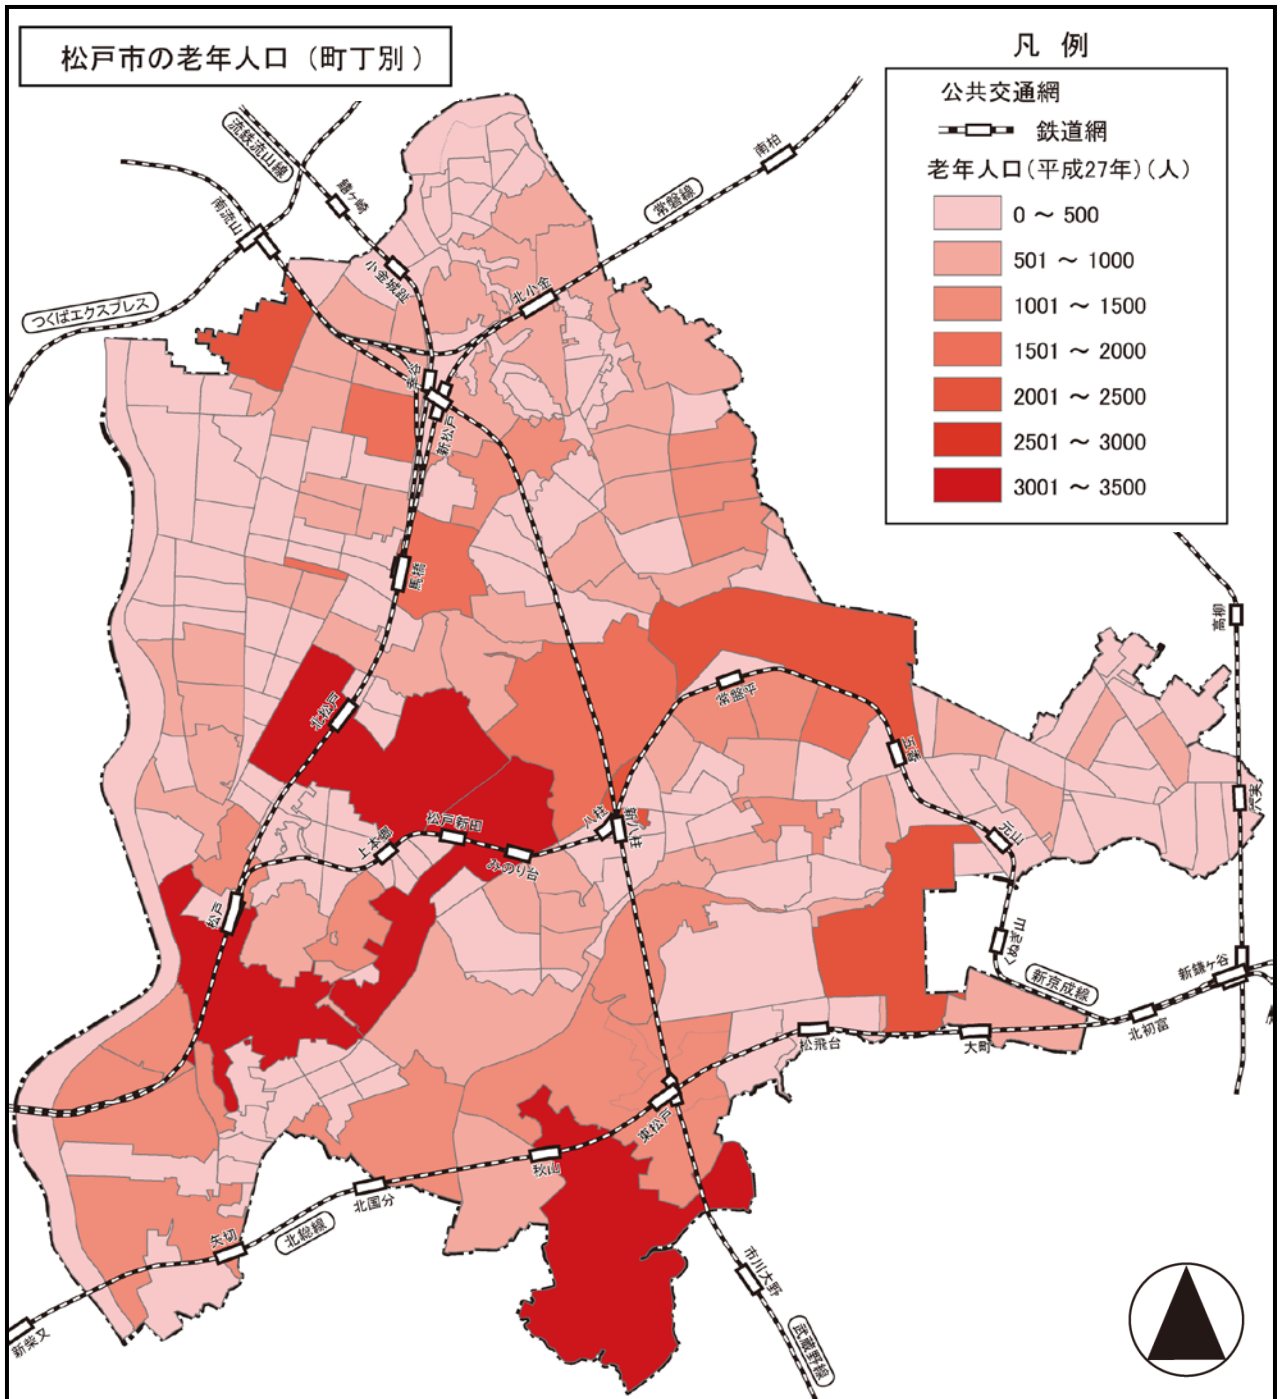 松戸市の老年人口（町丁別）
凡 例
公共交通網
鉄道網
老年人口(平成27年)(人)
0 ～ 500
501 ～ 1000
1001 ～ 1500
1501 ～ 2000
2001 ～ 2500
2501 ～ 3000
3001 ～ 3500
流鉄流山線
南柏
鰭ヶ崎
常磐線
南流山
小金城趾
北小金
つくばエクスプレス
幸谷
新松戸
馬橋
高柳
常盤平
北松戸
五香
六実
八柱
新八柱
松戸新田
上本郷
みのり台
元山
松戸
くぬぎ山
新京成線
新鎌ヶ谷
北初富
松飛台
大町
東松戸
秋山
北国分
矢切
北総線
市川大野
新柴又
武蔵野線